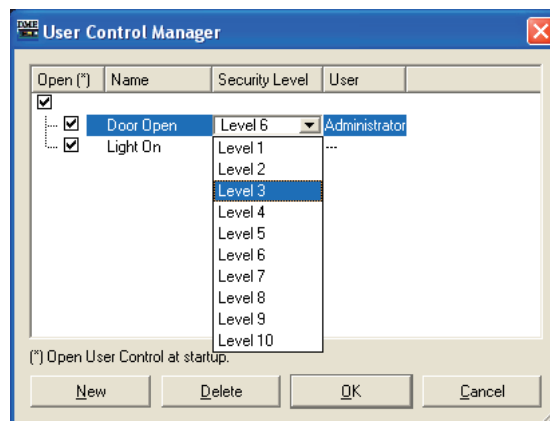 User Control Manager
Open (*) Name Security Level User
Door Open Level 6 Administrator
Light On Level 1 ---
Level 2
Level 3
Level 4
Level 5
Level 6
Level 7
Level 8
Level 9
Level 10
(*) Open User Control at startup.
New Delete OK Cancel